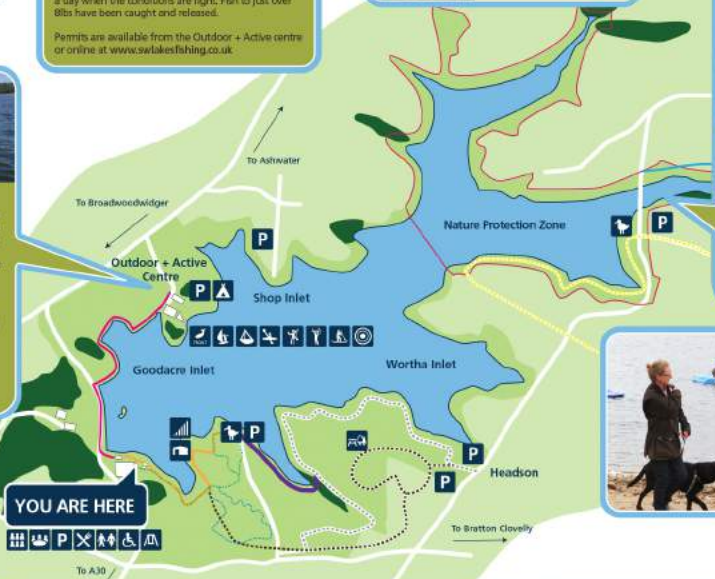 a day when the conditions are right. Fish to just over
8lbs have been caught and released.
Permits are available from the Outdoor + Active centre
or online at www.swlakesfishing.co.uk
To Ashwater
To Broadwoodwidger
P
Nature Protection Zone
P
Outdoor + Active
Centre
P
Shop Inlet
Goodacre Inlet
Wortha Inlet
P
P
Headson
P
YOU ARE HERE
P
To Bratton Clovelly
To A30